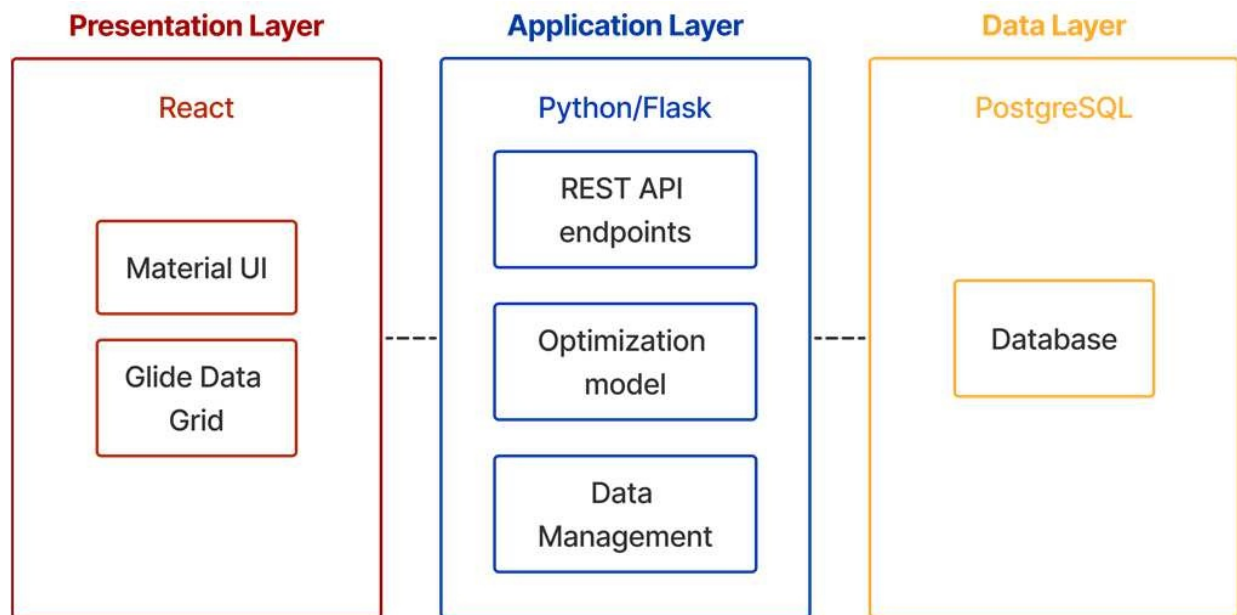 Presentation Layer
React
Material UI
Glide Data
Grid
Application Layer
Python/Flask
REST API
endpoints
Optimization
model
Data
Management
Data Layer
PostgreSQL
Database